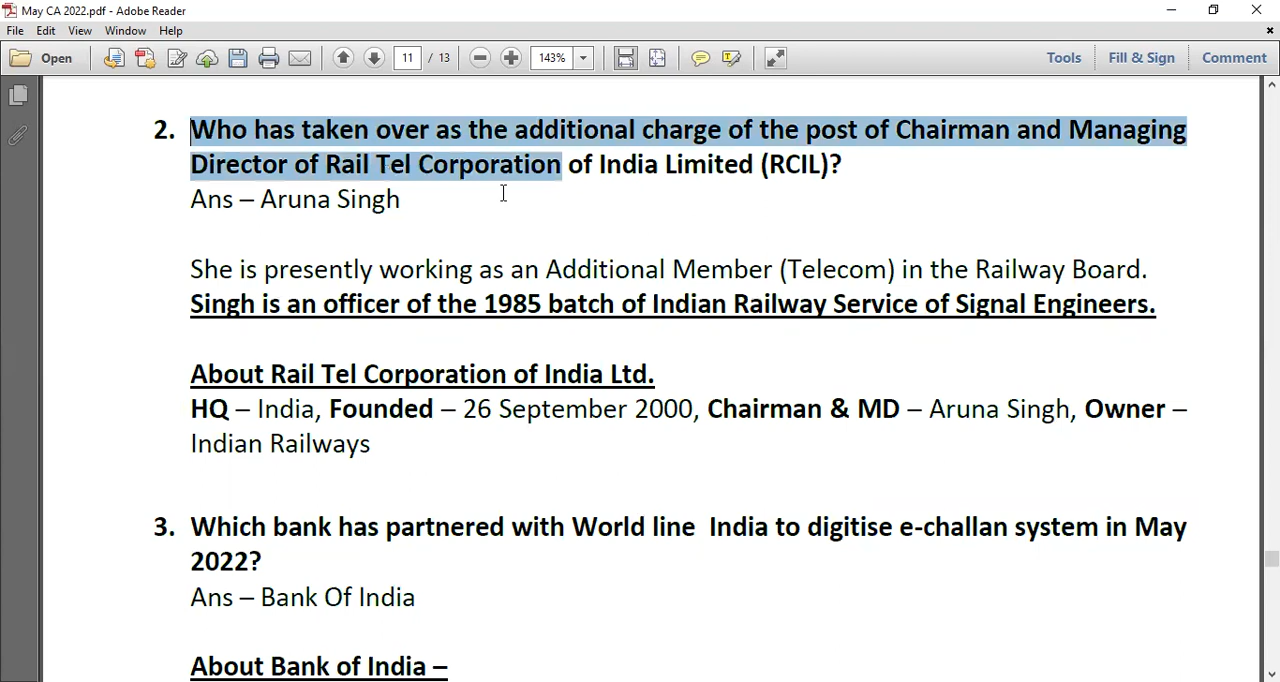 May CA 2022.pdf - Adobe Reader
File Edit View Window Help
Open 11 / 13 143% Tools Fill & Sign Comment
2. Who has taken over as the additional charge of the post of Chairman and Managing
Director of Rail Tel Corporation of India Limited (RCIL)?
Ans – Aruna Singh
She is presently working as an Additional Member (Telecom) in the Railway Board.
Singh is an officer of the 1985 batch of Indian Railway Service of Signal Engineers.
About Rail Tel Corporation of India Ltd.
HQ – India, Founded – 26 September 2000, Chairman & MD – Aruna Singh, Owner –
Indian Railways
3. Which bank has partnered with World line India to digitise e-challan system in May
2022?
Ans – Bank Of India
About Bank of India –